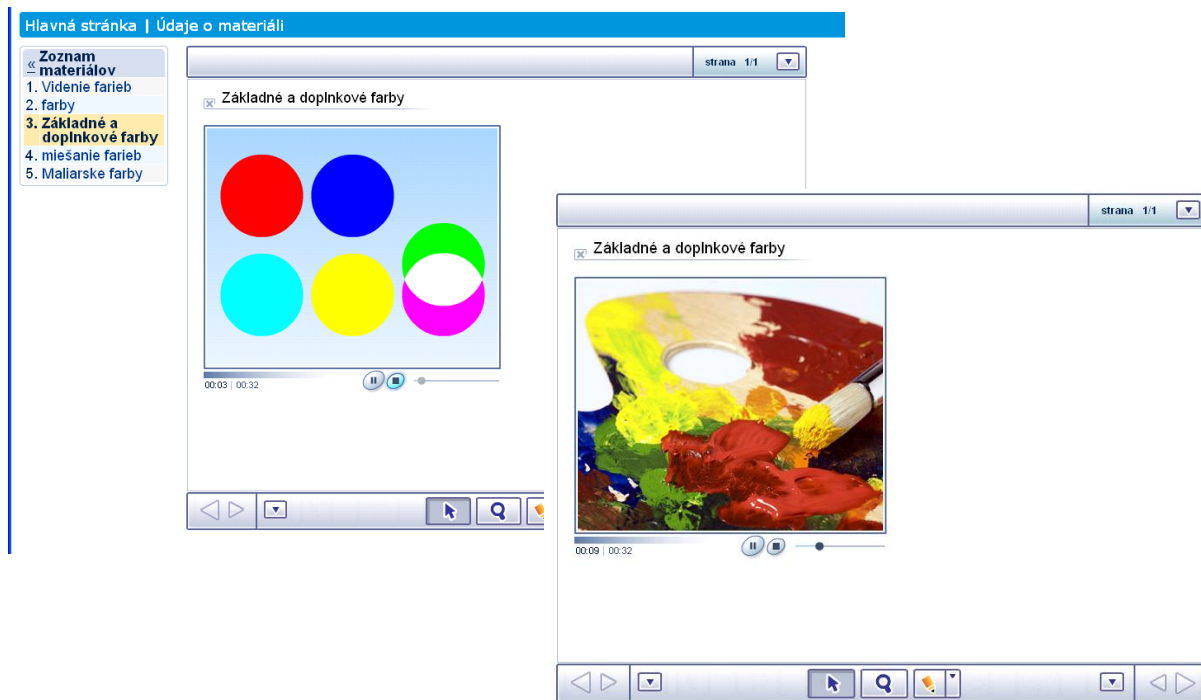 Hlavná stránka | Údaje o materiáli
« Zoznam
materiálov
1. Videnie farieb
2. farby
3. Základné a
doplnkové farby
4. miešanie farieb
5. Maliarske farby
strana 1/1
Základné a doplnkové farby
00:03 | 00:32
strana 1/1
Základné a doplnkové farby
00:09 | 00:32